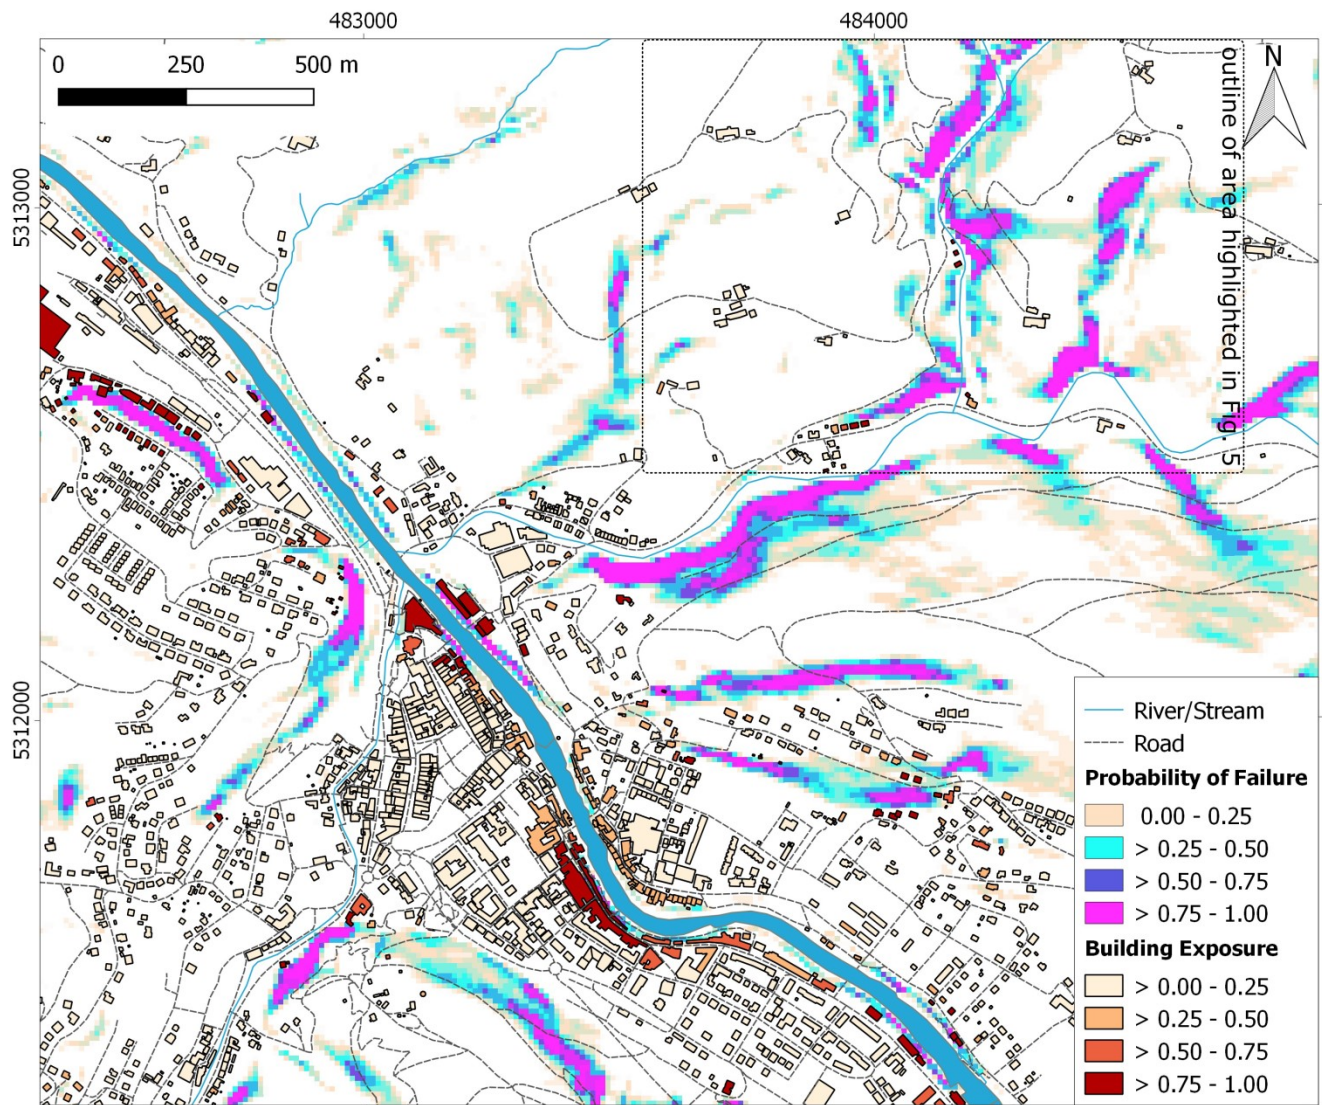 483000
484000
0 250 500 m
N
outline of area highlighted in Fig. 5
5313000
5312000
River/Stream
Road
Probability of Failure
0.00 - 0.25
> 0.25 - 0.50
> 0.50 - 0.75
> 0.75 - 1.00
Building Exposure
> 0.00 - 0.25
> 0.25 - 0.50
> 0.50 - 0.75
> 0.75 - 1.00